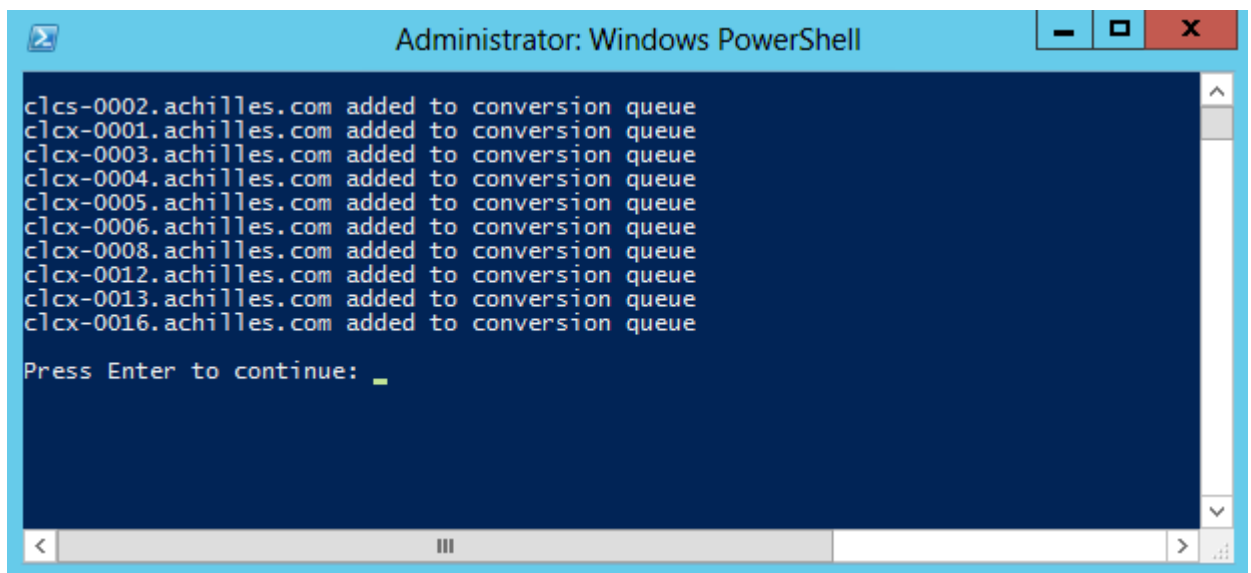 Administrator: Windows PowerShell
clcs-0002.achilles.com added to conversion queue
clcx-0001.achilles.com added to conversion queue
clcx-0003.achilles.com added to conversion queue
clcx-0004.achilles.com added to conversion queue
clcx-0005.achilles.com added to conversion queue
clcx-0006.achilles.com added to conversion queue
clcx-0008.achilles.com added to conversion queue
clcx-0012.achilles.com added to conversion queue
clcx-0013.achilles.com added to conversion queue
clcx-0016.achilles.com added to conversion queue
Press Enter to continue: